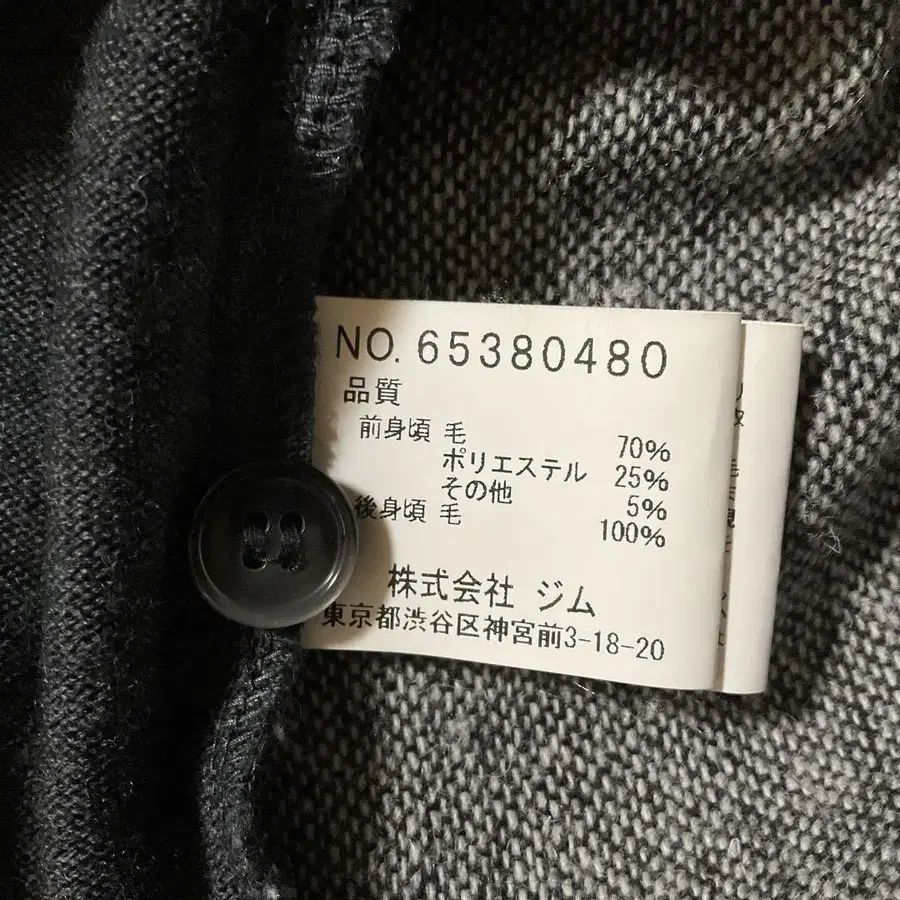 NO. 65380480
品質
前身頃 毛 70%
ポリエステル 25%
その他 5%
後身頃 毛 100%
株式会社 ジム
東京都渋谷区神宮前3-18-20